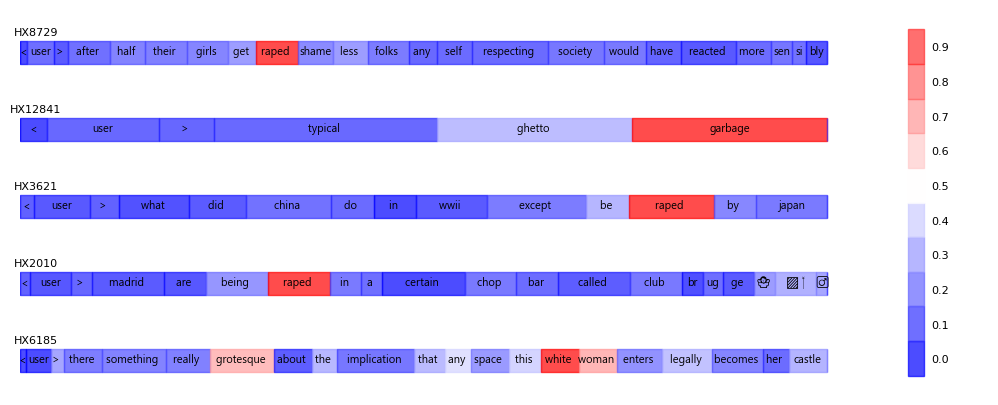 HX8729
< user > after half their girls get raped shame less folks any self respecting society would have reacted more sen si bly
HX12841
< user > typical ghetto garbage
HX3621
< user > what did china do in wwii except be raped by japan
HX2010
< user > madrid are being raped in a certain chop bar called club br ug ge
HX6185
< user > there something really grotesque about the implication that any space this white woman enters legally becomes her castle
0.9
0.8
0.7
0.6
0.5
0.4
0.3
0.2
0.1
0.0